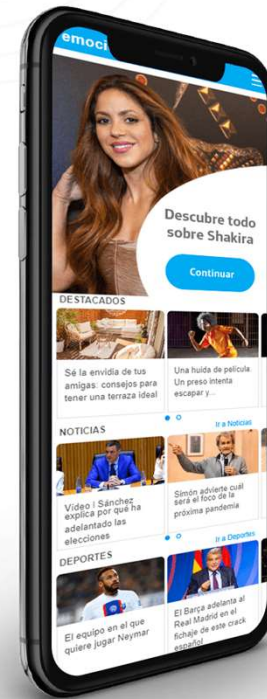 emoci
Descubre todo
sobre Shakira
Continuar
DESTACADOS
Sé la envidia de tus
amigas: consejos para
tener una terraza ideal
Una huida de película.
Un preso intenta
escapar y...
NOTICIAS
Ir a Noticias
Vídeo | Sánchez
explica por qué ha
adelantado las
elecciones
Simón advierte cuál
será el foco de la
próxima pandemia
DEPORTES
Ir a Deportes
El equipo en el que
quiere jugar Neymar
El Barça adelanta al
Real Madrid en el
fichaje de este crack
español